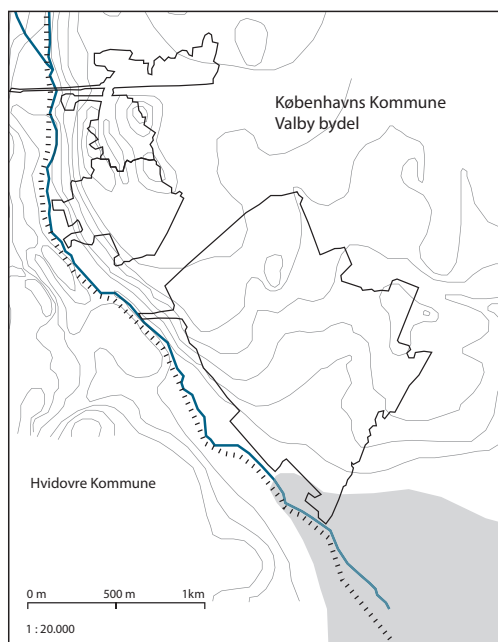 Københavns Kommune
Valby bydel
Hvidovre Kommune
0 m 500 m 1km
1 : 20.000